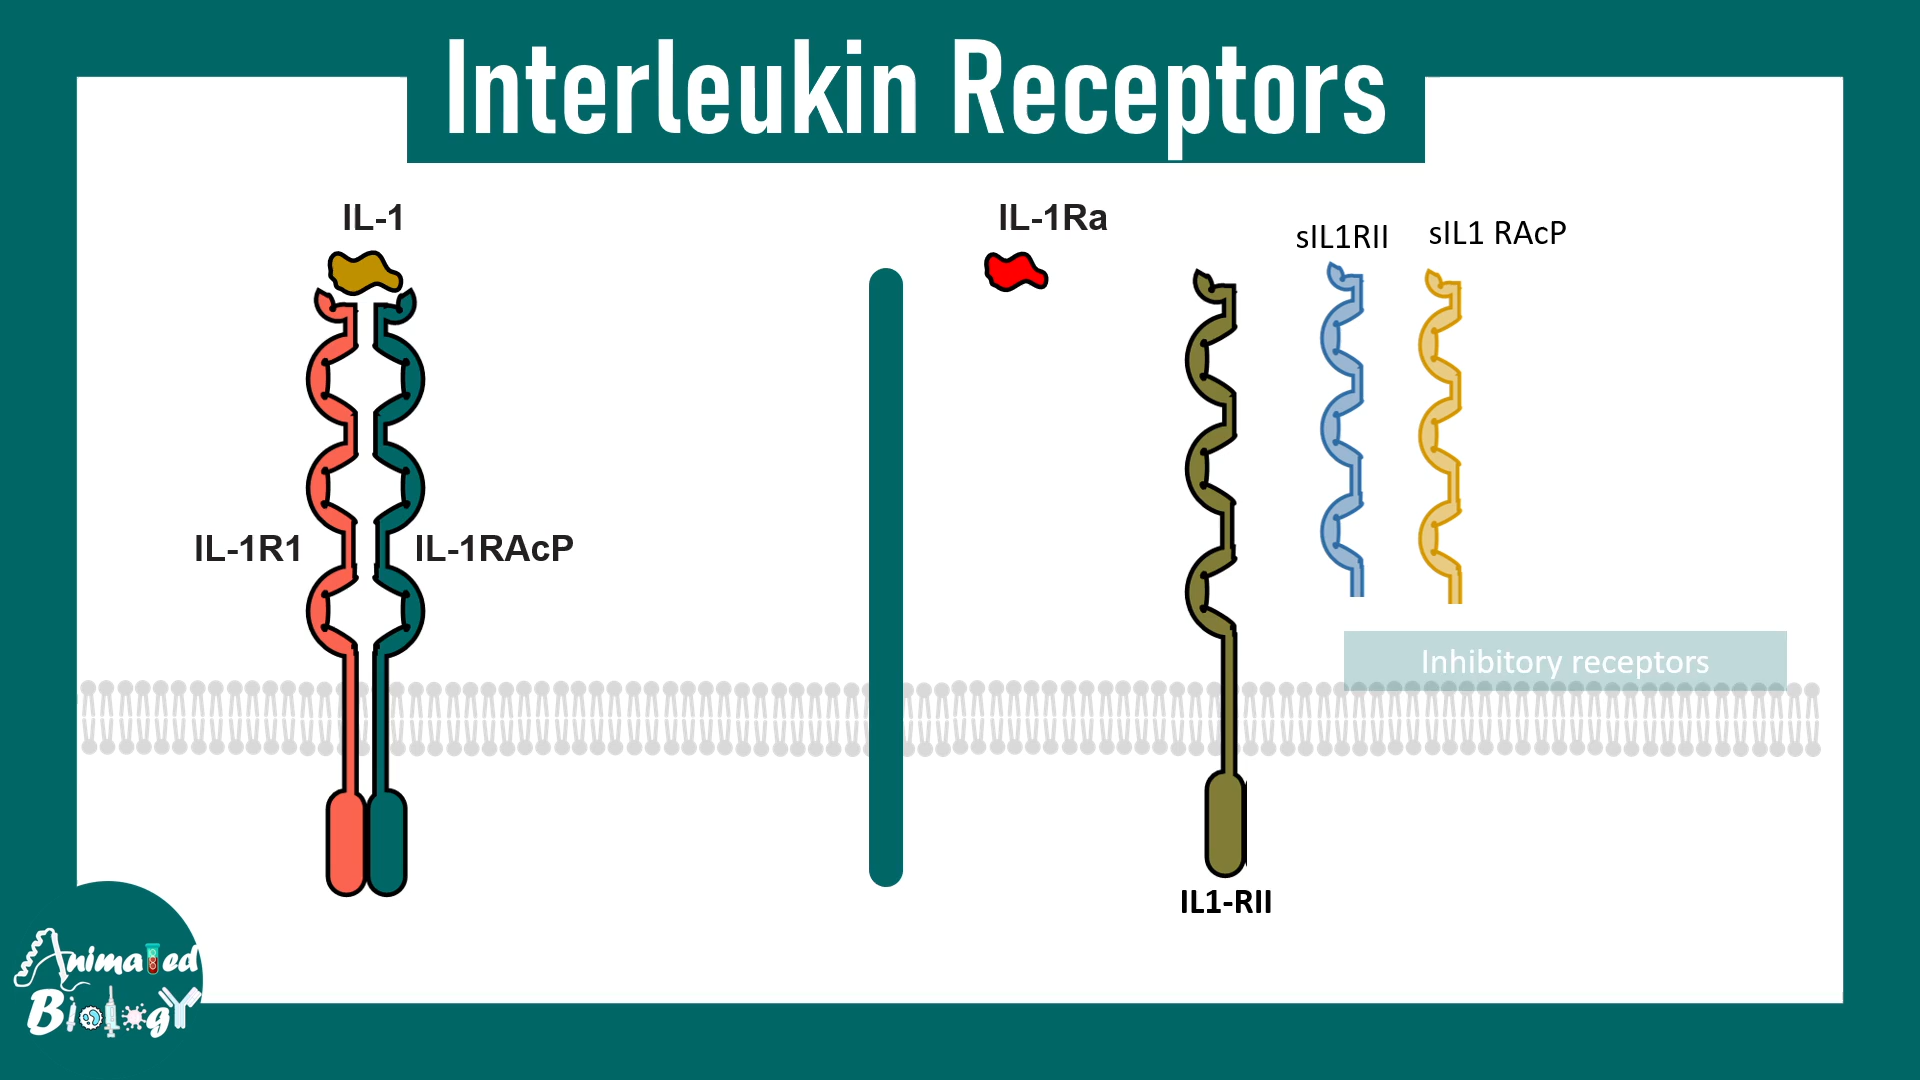 Interleukin Receptors
IL-1
IL-1Ra
sIL1RII
sIL1 RAcP
IL-1R1
IL-1RAcP
Inhibitory receptors
IL1-RII
Animated
Biology